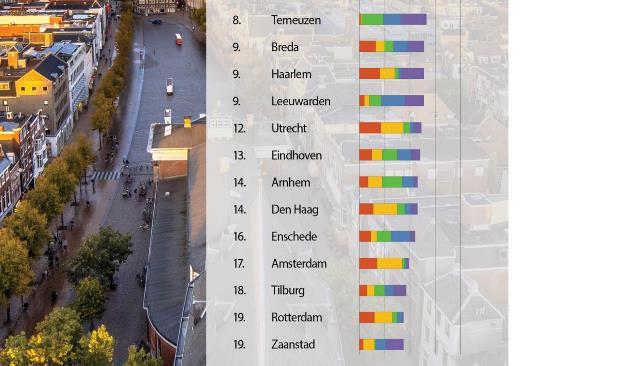 8. Terneuzen
9. Breda
9. Haarlem
9. Leeuwarden
12. Utrecht
13. Eindhoven
14. Arnhem
14. Den Haag
16. Enschede
17. Amsterdam
18. Tilburg
19. Rotterdam
19. Zaanstad